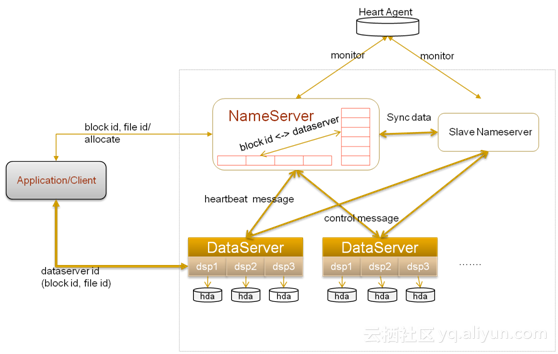 Heart Agent
monitor
monitor
NameServer
block id <-> dataserver
Sync data
Slave Nameserver
block id, file id/
allocate
Application/Client
heartbeat message
control message
DataServer
dsp1 dsp2 dsp3
hda hda hda
DataServer
dsp1 dsp2 dsp3
hda hda hda
.......
dataserver id
(block id, file id)
云栖社区 yq.aliyun.com